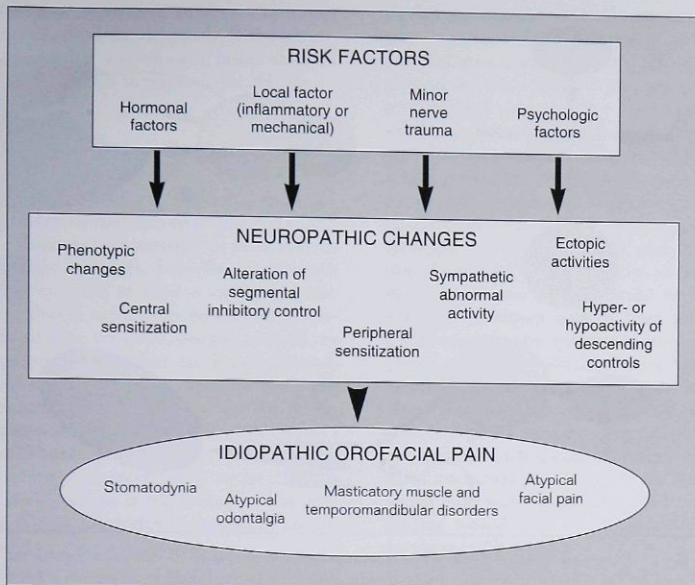 RISK FACTORS
Hormonal
factors
Local factor
(inflammatory or
mechanical)
Minor
nerve
trauma
Psychologic
factors
NEUROPATHIC CHANGES
Phenotypic
changes
Central
sensitization
Alteration of
segmental
inhibitory control
Peripheral
sensitization
Sympathetic
abnormal
activity
Ectopic
activities
Hyper- or
hypoactivity of
descending
controls
IDIOPATHIC OROFACIAL PAIN
Stomatodynia
Atypical
odontalgia
Masticatory muscle and
temporomandibular disorders
Atypical
facial pain